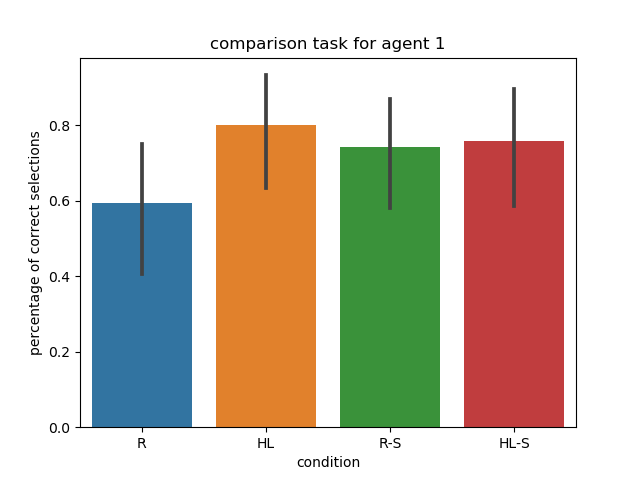 comparison task for agent 1
percentage of correct selections
0.8
0.6
0.4
0.2
0.0
R HL R-S HL-S
condition